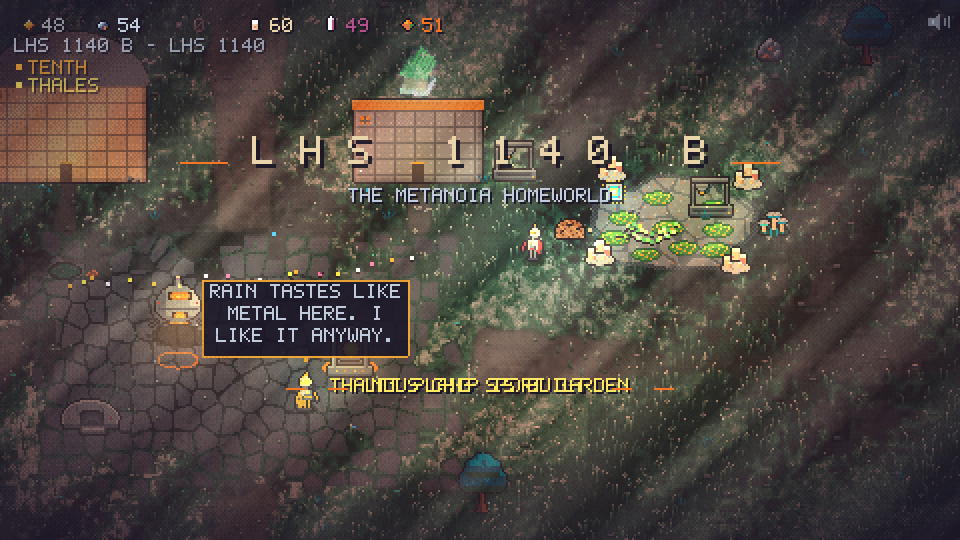 48 54 0 60 49 51
LHS 1140 B - LHS 1140
TENTH
THALES
LHS 1140 B
THE METANOIA HOMEWORLD
RAIN TASTES LIKE
METAL HERE. I
LIKE IT ANYWAY.